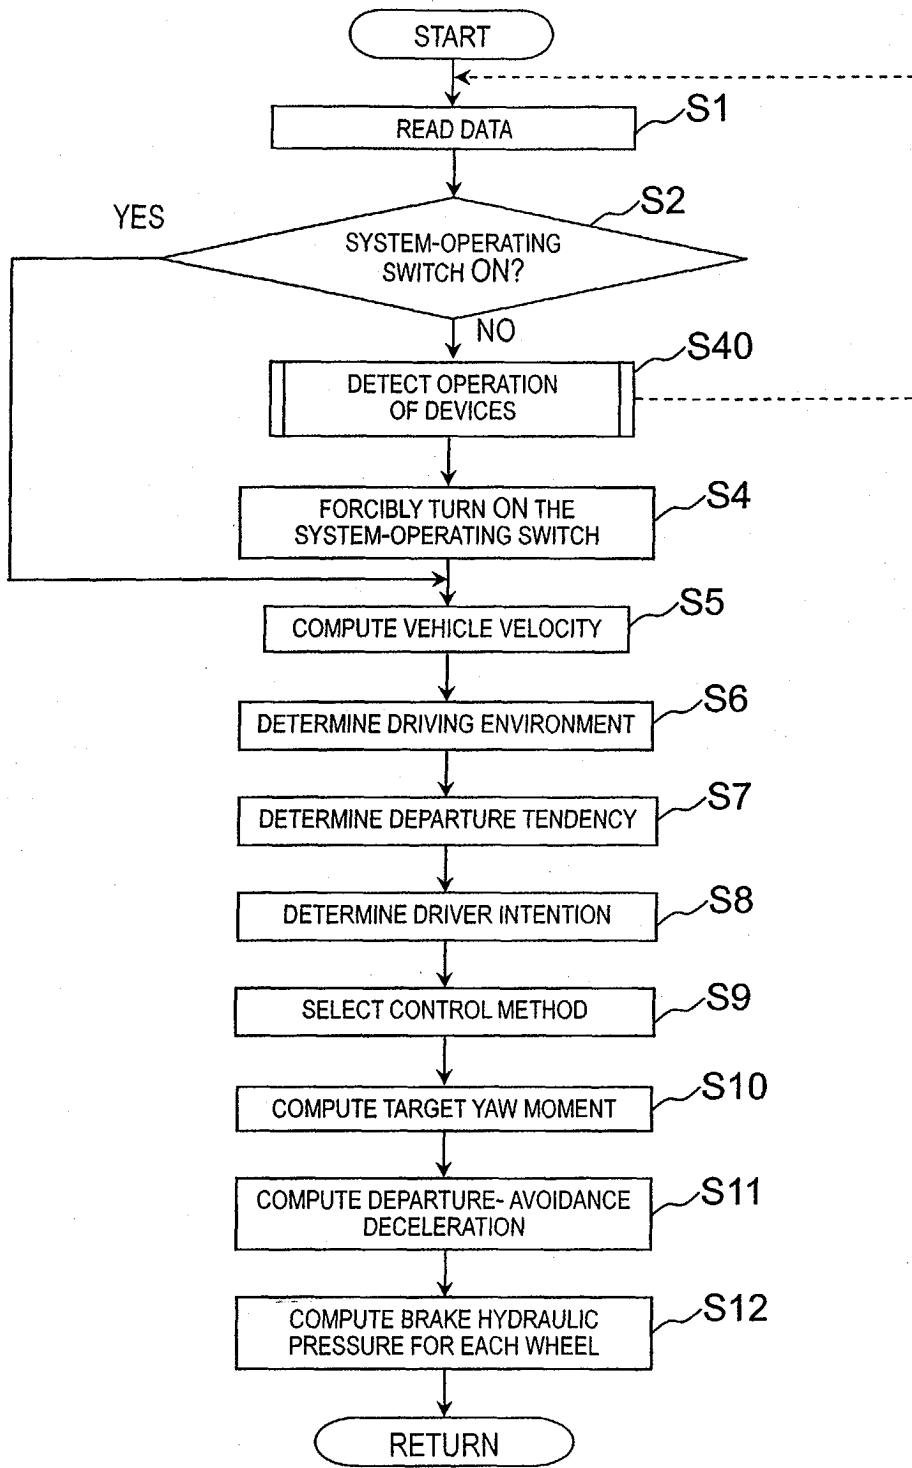 START
S1
READ DATA
S2
YES
SYSTEM-OPERATING
SWITCH ON?
NO
S40
DETECT OPERATION
OF DEVICES
S4
FORCIBLY TURN ON THE
SYSTEM-OPERATING SWITCH
S5
COMPUTE VEHICLE VELOCITY
S6
DETERMINE DRIVING ENVIRONMENT
S7
DETERMINE DEPARTURE TENDENCY
S8
DETERMINE DRIVER INTENTION
S9
SELECT CONTROL METHOD
S10
COMPUTE TARGET YAW MOMENT
S11
COMPUTE DEPARTURE- AVOIDANCE
DECELERATION
S12
COMPUTE BRAKE HYDRAULIC
PRESSURE FOR EACH WHEEL
RETURN